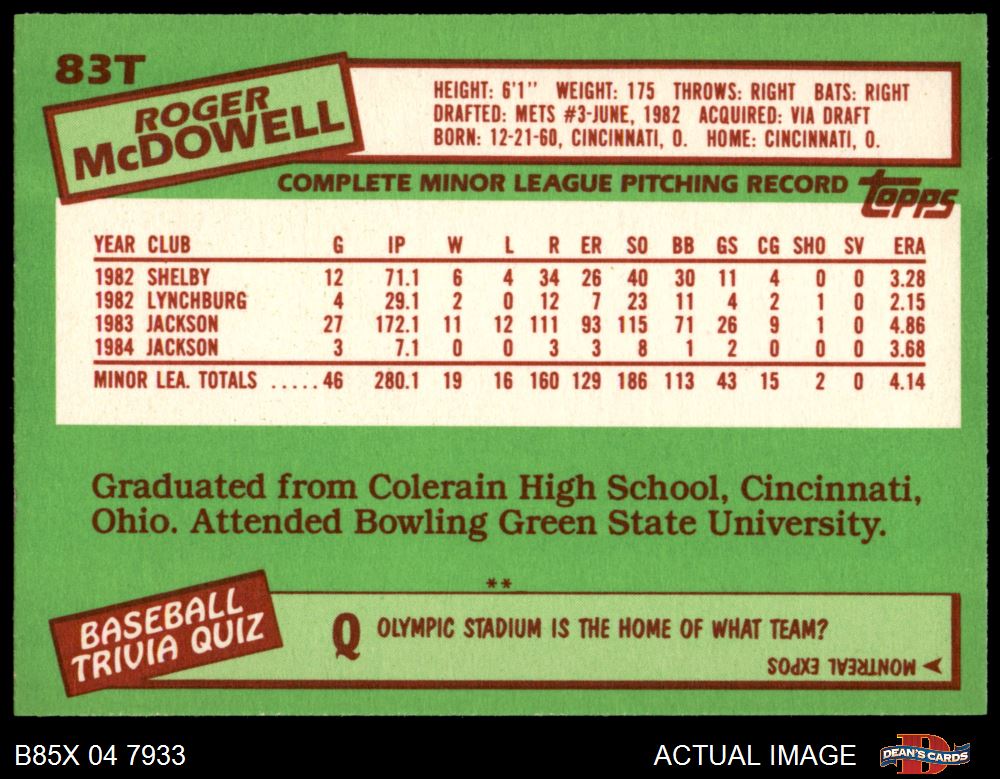 83T
ROGER
McDOWELL
HEIGHT: 6'1" WEIGHT: 175 THROWS: RIGHT BATS: RIGHT
DRAFTED: METS #3-JUNE, 1982 ACQUIRED: VIA DRAFT
BORN: 12-21-60, CINCINNATI, O. HOME: CINCINNATI, O.
COMPLETE MINOR LEAGUE PITCHING RECORD topps
YEAR CLUB G IP W L R ER SO BB GS CG SHO SV ERA
1982 SHELBY 12 71.1 6 4 34 26 40 30 11 4 0 0 3.28
1982 LYNCHBURG 4 29.1 2 0 12 7 23 11 4 2 1 0 2.15
1983 JACKSON 27 172.1 11 12 111 93 115 71 26 9 1 0 4.86
1984 JACKSON 3 7.1 0 0 3 3 8 1 2 0 0 0 3.68
MINOR LEA. TOTALS .....46 280.1 19 16 160 129 186 113 43 15 2 0 4.14
Graduated from Colerain High School, Cincinnati,
Ohio. Attended Bowling Green State University.
**
BASEBALL
TRIVIA QUIZ
Q OLYMPIC STADIUM IS THE HOME OF WHAT TEAM?
MONTREAL EXPOS
B85X 04 7933 ACTUAL IMAGE DEAN'S CARDS